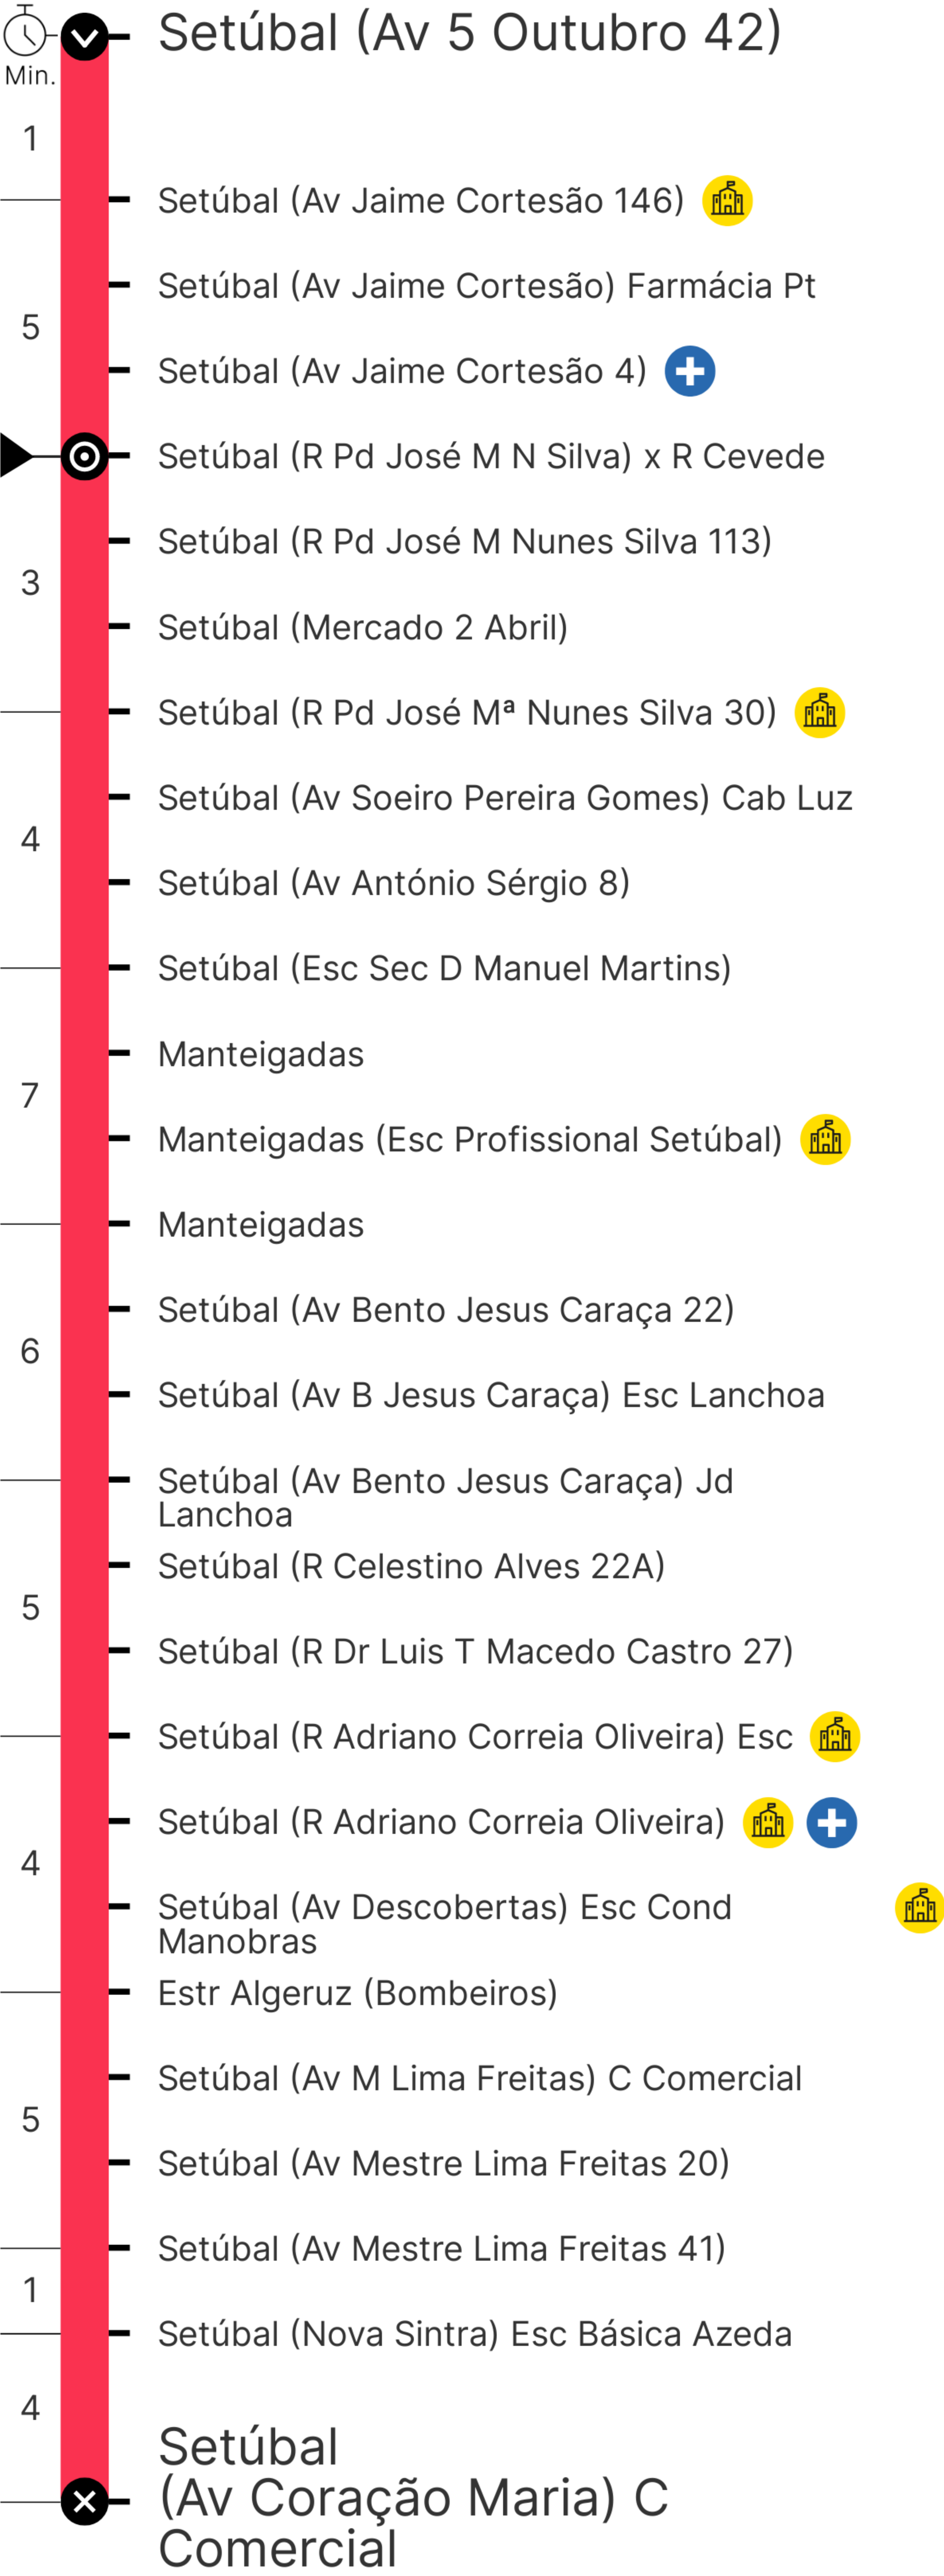 Setúbal (Av 5 Outubro 42)
Min.
1
Setúbal (Av Jaime Cortesão 146)
Setúbal (Av Jaime Cortesão) Farmácia Pt
5
Setúbal (Av Jaime Cortesão 4)
Setúbal (R Pd José M N Silva) x R Cevede
Setúbal (R Pd José M Nunes Silva 113)
3
Setúbal (Mercado 2 Abril)
Setúbal (R Pd José Mª Nunes Silva 30)
Setúbal (Av Soeiro Pereira Gomes) Cab Luz
4
Setúbal (Av António Sérgio 8)
Setúbal (Esc Sec D Manuel Martins)
Manteigadas
7
Manteigadas (Esc Profissional Setúbal)
Manteigadas
Setúbal (Av Bento Jesus Caraça 22)
6
Setúbal (Av B Jesus Caraça) Esc Lanchoa
Setúbal (Av Bento Jesus Caraça) Jd
Lanchoa
Setúbal (R Celestino Alves 22A)
5
Setúbal (R Dr Luis T Macedo Castro 27)
Setúbal (R Adriano Correia Oliveira) Esc
Setúbal (R Adriano Correia Oliveira)
4
Setúbal (Av Descobertas) Esc Cond
Manobras
Estr Algeruz (Bombeiros)
Setúbal (Av M Lima Freitas) C Comercial
5
Setúbal (Av Mestre Lima Freitas 20)
Setúbal (Av Mestre Lima Freitas 41)
1
Setúbal (Nova Sintra) Esc Básica Azeda
4
Setúbal
(Av Coração Maria) C
Comercial